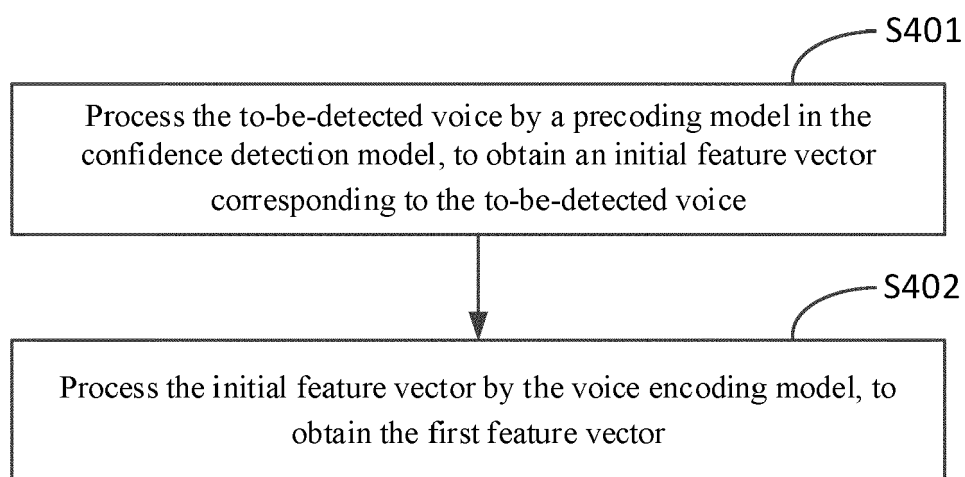 S401
Process the to-be-detected voice by a precoding model in the
confidence detection model, to obtain an initial feature vector
corresponding to the to-be-detected voice
S402
Process the initial feature vector by the voice encoding model, to
obtain the first feature vector